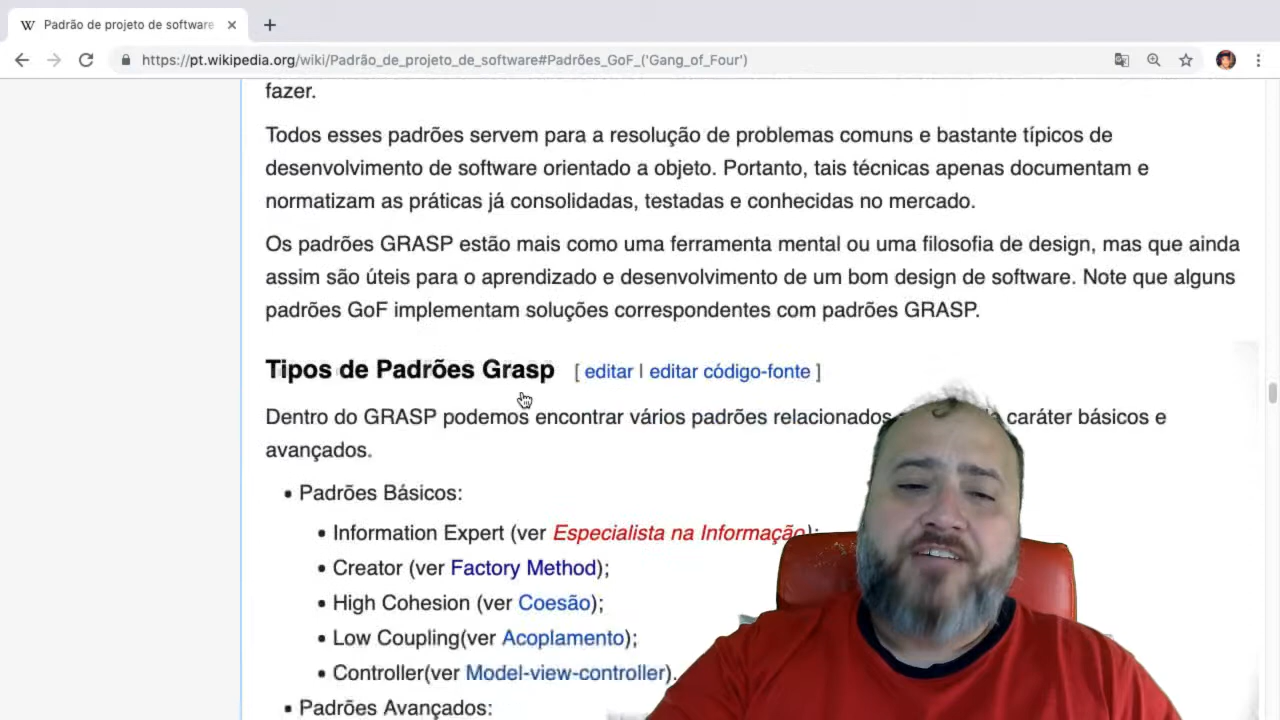 Padrão de projeto de software
https://pt.wikipedia.org/wiki/Padrão_de_projeto_de_software#Padrões_GoF_('Gang_of_Four')
fazer.
Todos esses padrões servem para a resolução de problemas comuns e bastante típicos de
desenvolvimento de software orientado a objeto. Portanto, tais técnicas apenas documentam e
normatizam as práticas já consolidadas, testadas e conhecidas no mercado.
Os padrões GRASP estão mais como uma ferramenta mental ou uma filosofia de design, mas que ainda
assim são úteis para o aprendizado e desenvolvimento de um bom design de software. Note que alguns
padrões GoF implementam soluções correspondentes com padrões GRASP.
Tipos de Padrões Grasp [ editar | editar código-fonte ]
Dentro do GRASP podemos encontrar vários padrões relacionados caráter básicos e
avançados.
• Padrões Básicos:
• Information Expert (ver Especialista na Informação);
• Creator (ver Factory Method);
• High Cohesion (ver Coesão);
• Low Coupling(ver Acoplamento);
• Controller(ver Model-view-controller).
• Padrões Avançados: